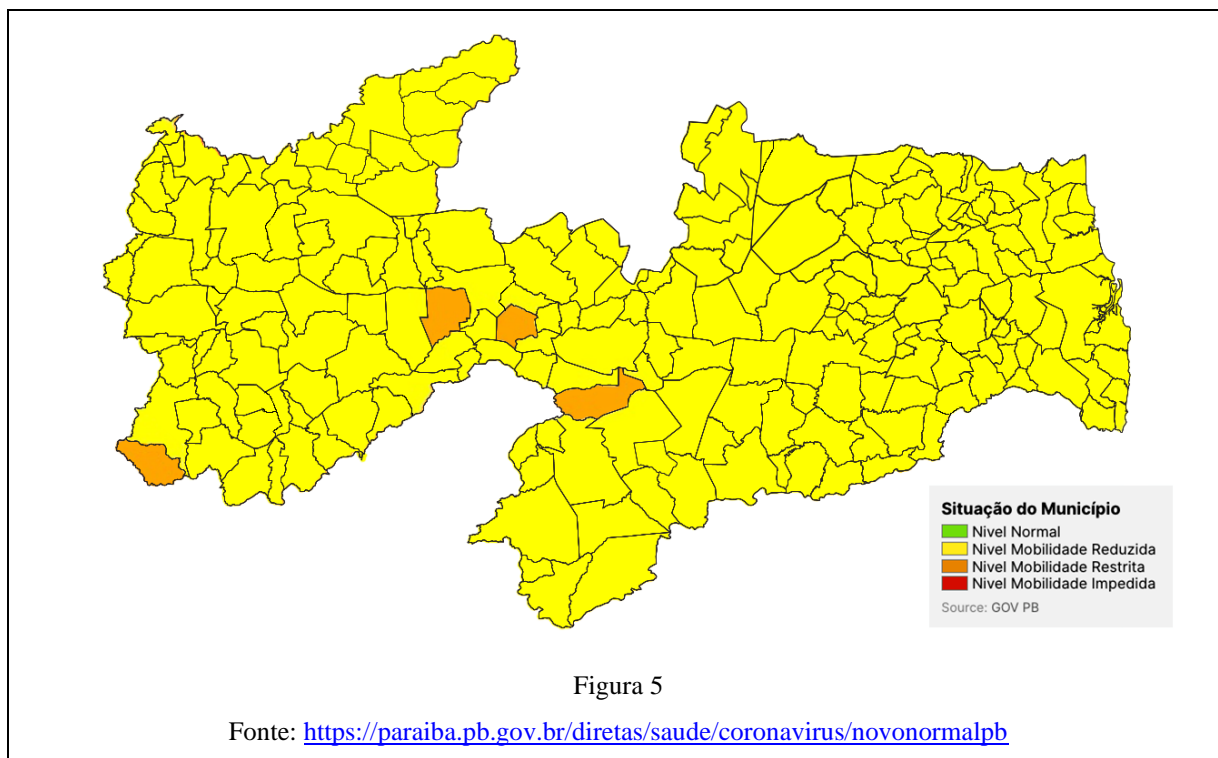 Situação do Município
Nivel Normal
Nivel Mobilidade Reduzida
Nivel Mobilidade Restrita
Nivel Mobilidade Impedida
Source: GOV PB
Figura 5
Fonte: https://paraiba.pb.gov.br/diretas/saude/coronavirus/novonormalpb